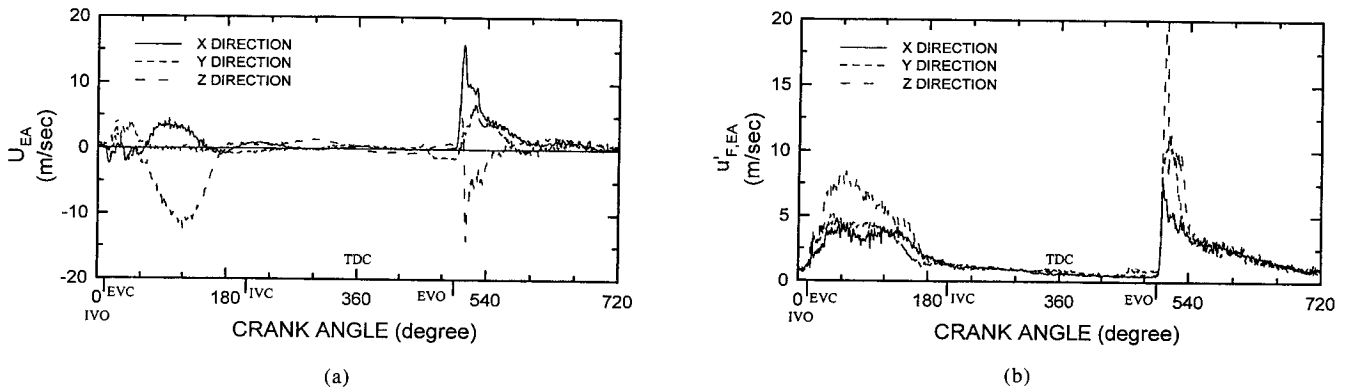 20
10
0
-10
-20
U_EA
(m/sec)
X DIRECTION
Y DIRECTION
Z DIRECTION
TDC
0 EVC 180 IVC 360 EVO 540 720
IVO
CRANK ANGLE (degree)
(a)
20
15
10
5
0
u'_F,EA
(m/sec)
X DIRECTION
Y DIRECTION
Z DIRECTION
TDC
0 EVC 180 IVC 360 EVO 540 720
IVO
CRANK ANGLE (degree)
(b)